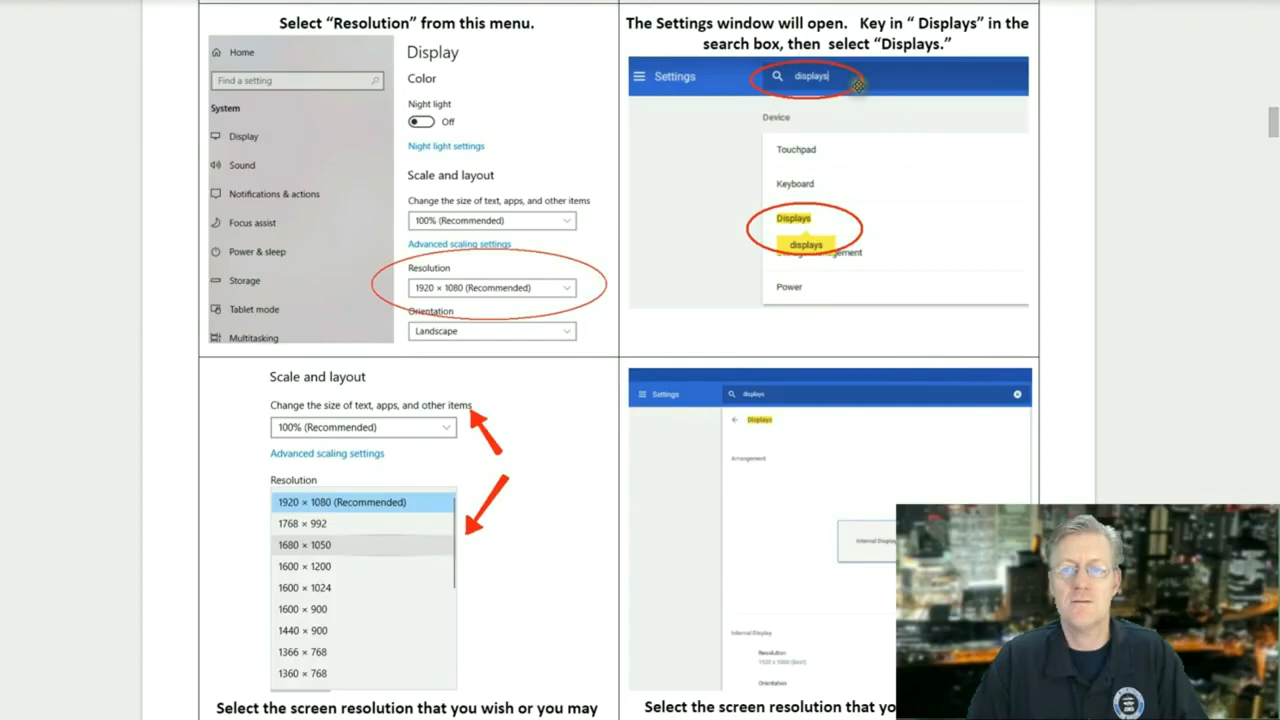 Select “Resolution” from this menu.
Home
Find a setting
System
Display
Sound
Notifications & actions
Focus assist
Power & sleep
Storage
Tablet mode
Multitasking
Display
Color
Night light
Off
Night light settings
Scale and layout
Change the size of text, apps, and other items
100% (Recommended)
Advanced scaling settings
Resolution
1920 × 1080 (Recommended)
Orientation
Landscape
The Settings window will open. Key in “ Displays” in the
search box, then select “Displays.”
Settings
displays
Device
Touchpad
Keyboard
Displays
displays
Power
Scale and layout
Change the size of text, apps, and other items
100% (Recommended)
Advanced scaling settings
Resolution
1920 × 1080 (Recommended)
1768 × 992
1680 × 1050
1600 × 1200
1600 × 1024
1600 × 900
1440 × 900
1366 × 768
1360 × 768
Select the screen resolution that you wish or you may
Settings
displays
Displays
Arrangement
Internal Display
Internal Display
Resolution
1920 x 1080 (Best)
Orientation
Select the screen resolution that yo